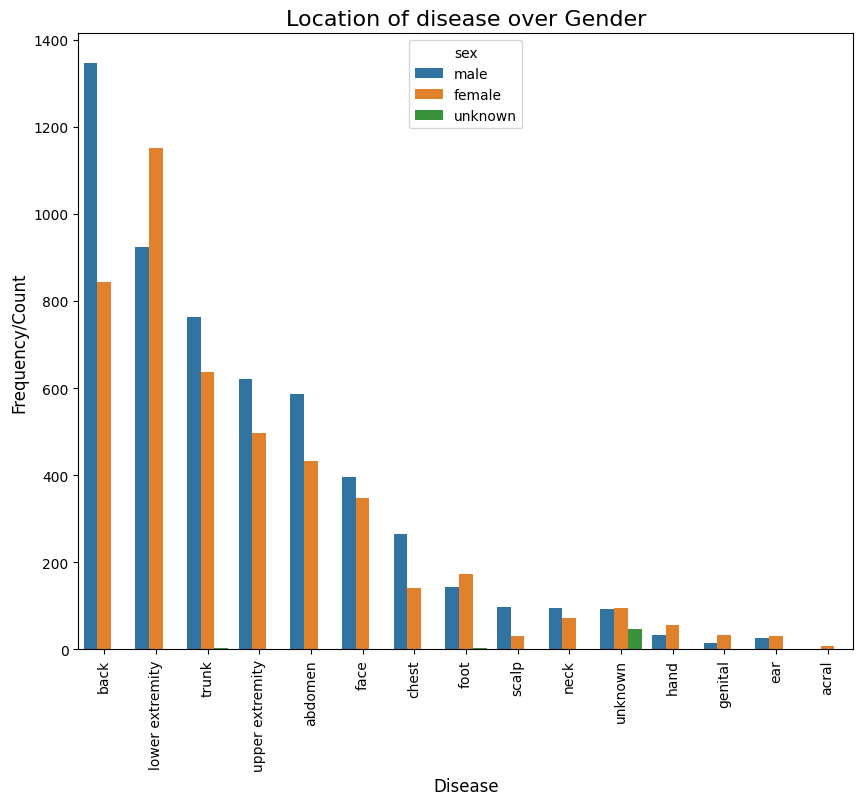 Location of disease over Gender
sex
male
female
unknown
Frequency/Count
1400
1200
1000
800
600
400
200
0
back
lower extremity
trunk
upper extremity
abdomen
face
chest
foot
scalp
neck
unknown
hand
genital
ear
acral
Disease